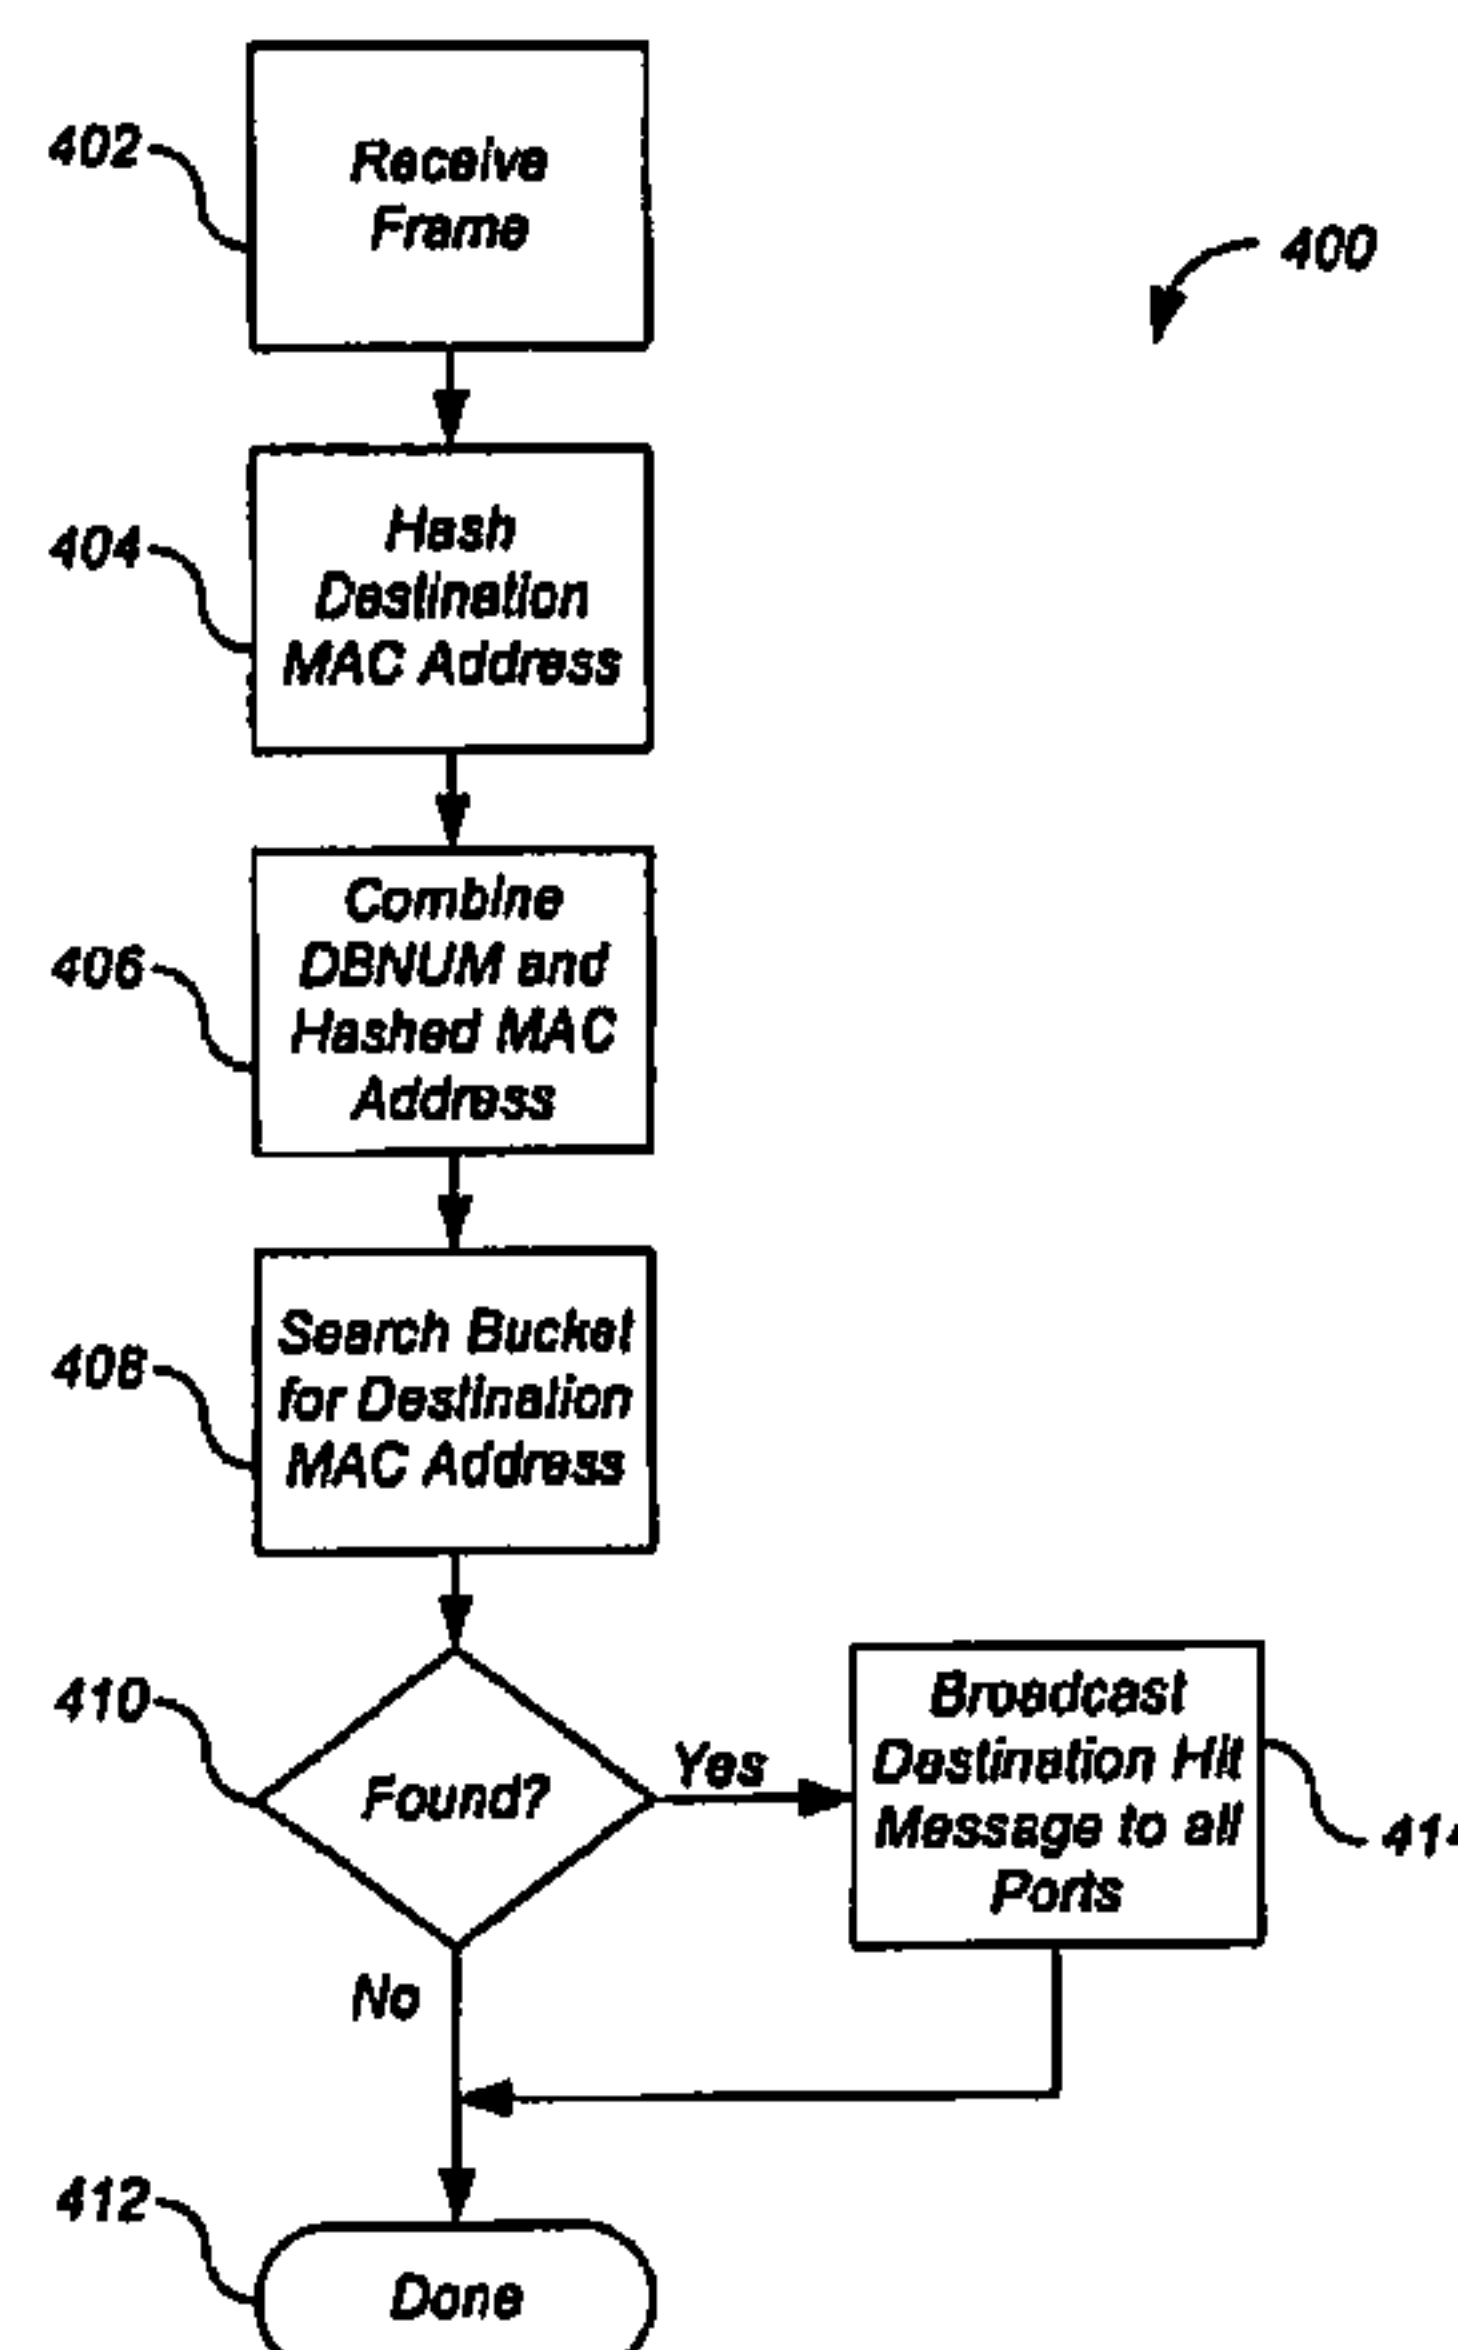 402
Receive
Frame
400
404
Hash
Destination
MAC Address
406
Combine
DBNUM and
Hashed MAC
Address
408
Search Bucket
for Destination
MAC Address
410
Found?
Yes
Broadcast
Destination Hit
Message to all
Ports
414
No
412
Done